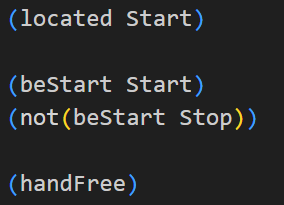 (located Start)
(beStart Start)
(not(beStart Stop))
(handFree)